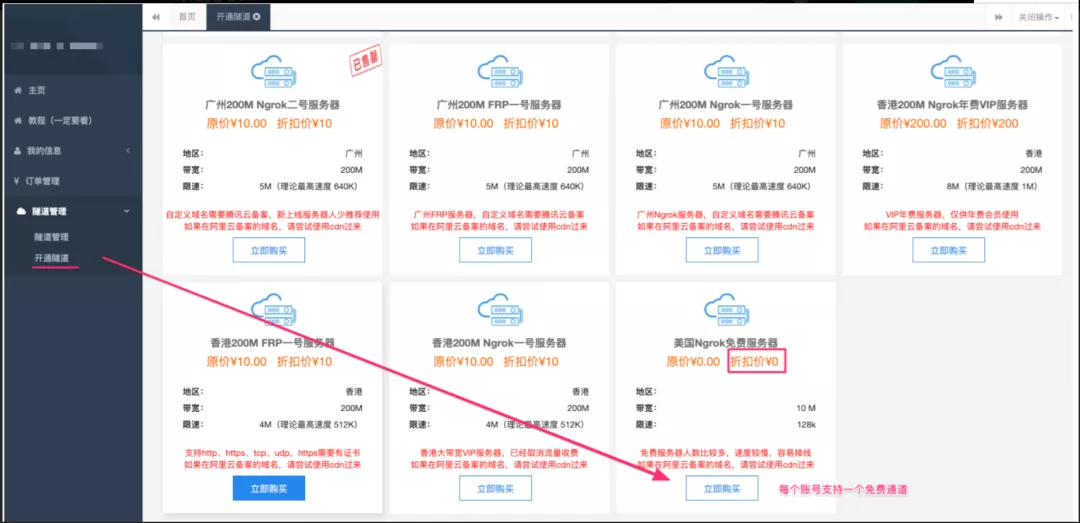 首页
开通隧道
关闭操作
主页
教程（一定要看）
我的信息
¥ 订单管理
隧道管理
隧道管理
开通隧道
已售罄
广州200M Ngrok二号服务器
原价¥10.00 折扣价¥10
地区： 广州
带宽： 200M
限速： 5M（理论最高速度 640K）
自定义域名需要腾讯云备案，新上线服务器人少推荐使用
如果在阿里云备案的域名，请尝试使用cdn过来
立即购买
广州200M FRP一号服务器
原价¥10.00 折扣价¥10
地区： 广州
带宽： 200M
限速： 5M（理论最高速度 640K）
广州FRP服务器，自定义域名需要腾讯云备案
如果在阿里云备案的域名，请尝试使用cdn过来
立即购买
广州200M Ngrok一号服务器
原价¥10.00 折扣价¥10
地区： 广州
带宽： 200M
限速： 5M（理论最高速度 640K）
广州Ngrok服务器，自定义域名需要腾讯云备案
如果在阿里云备案的域名，请尝试使用cdn过来
立即购买
香港200M Ngrok年费VIP服务器
原价¥200.00 折扣价¥200
地区： 香港
带宽： 200M
限速： 8M（理论最高速度 1M）
VIP年费服务器，仅供年费会员使用
如果在阿里云备案的域名，请尝试使用cdn过来
立即购买
香港200M FRP一号服务器
原价¥10.00 折扣价¥10
地区： 香港
带宽： 200M
限速： 4M（理论最高速度 512K）
支持http、https、tcp、udp，https需要有证书
如果在阿里云备案的域名，请尝试使用cdn过来
立即购买
香港200M Ngrok一号服务器
原价¥10.00 折扣价¥10
地区： 香港
带宽： 200M
限速： 4M（理论最高速度 512K）
香港大带宽VIP服务器，已经取消流量收费
如果在阿里云备案的域名，请尝试使用cdn过来
立即购买
美国Ngrok免费服务器
原价¥0.00 折扣价¥0
地区：
带宽： 10 M
限速： 128k
免费服务器人数比较多，速度较慢，容易掉线
如果在阿里云备案的域名，请尝试使用cdn过来
立即购买
每个账号支持一个免费通道